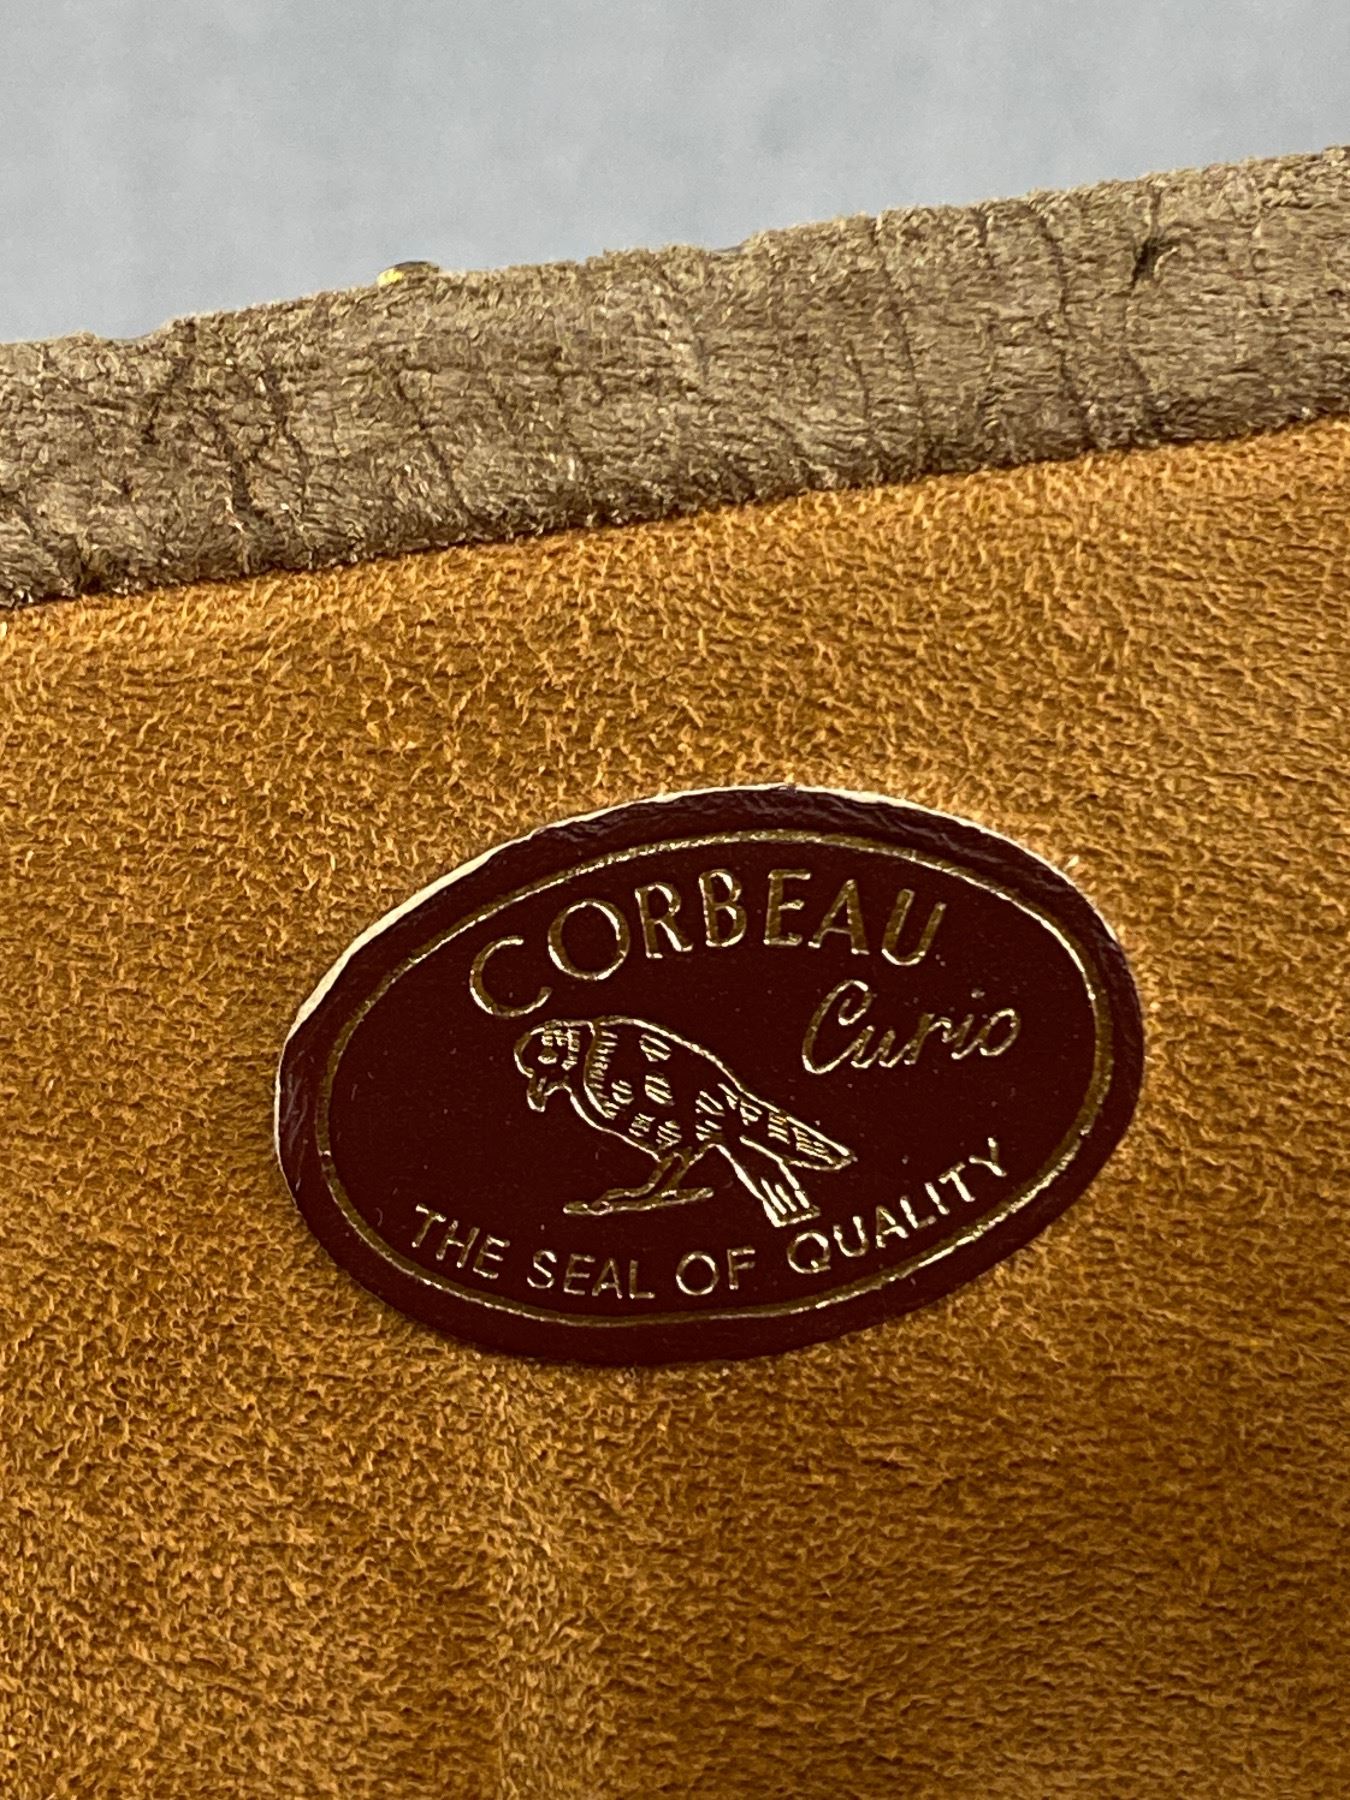 CORBEAU
Curio
THE SEAL OF QUALITY